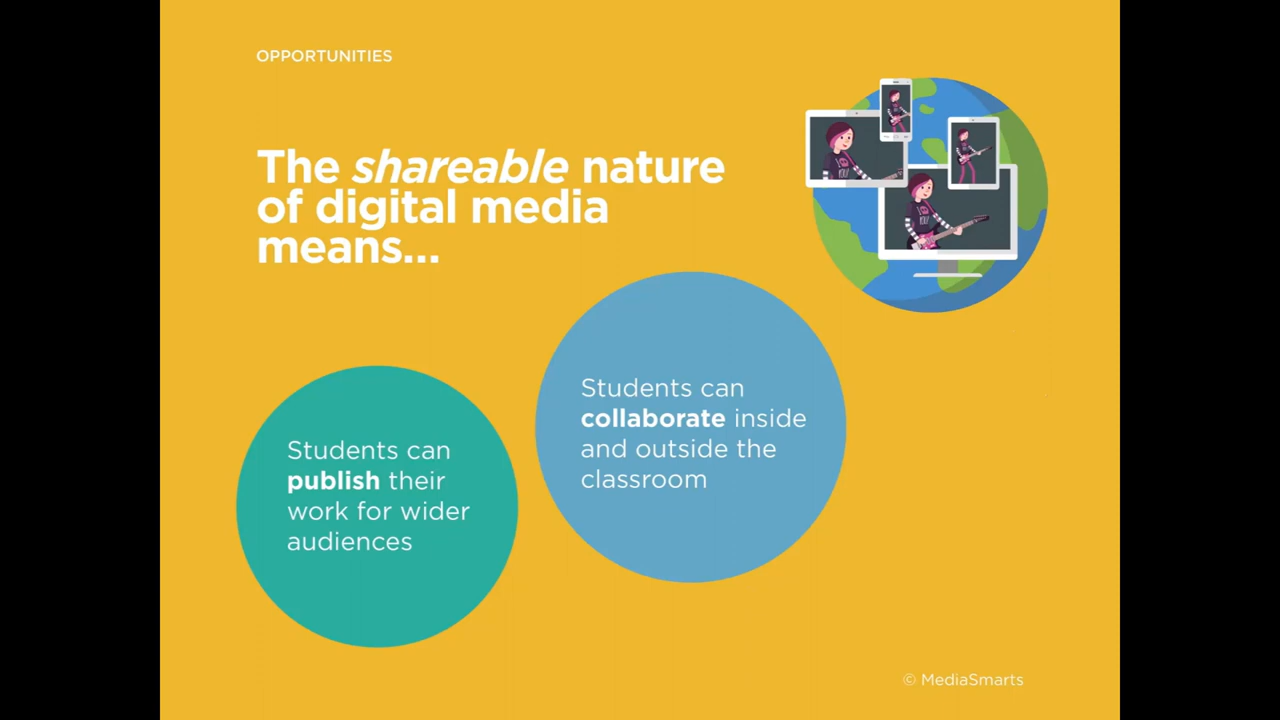 OPPORTUNITIES
The shareable nature
of digital media
means...
Students can
publish their
work for wider
audiences
Students can
collaborate inside
and outside the
classroom
© MediaSmarts